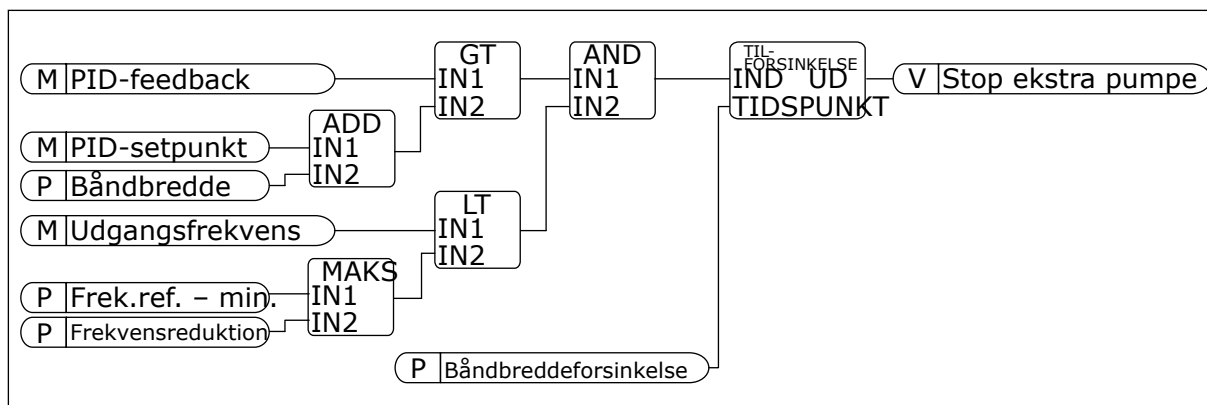 M PID-feedback
GT
IN1
IN2
AND
IN1
IN2
TIL-
FORSINKELSE
IND UD
TIDSPUNKT
V Stop ekstra pumpe
M PID-setpunkt
P Båndbredde
ADD
IN1
IN2
M Udgangsfrekvens
LT
IN1
IN2
P Frek.ref. – min.
P Frekvensreduktion
MAKS
IN1
IN2
P Båndbreddeforsinkelse